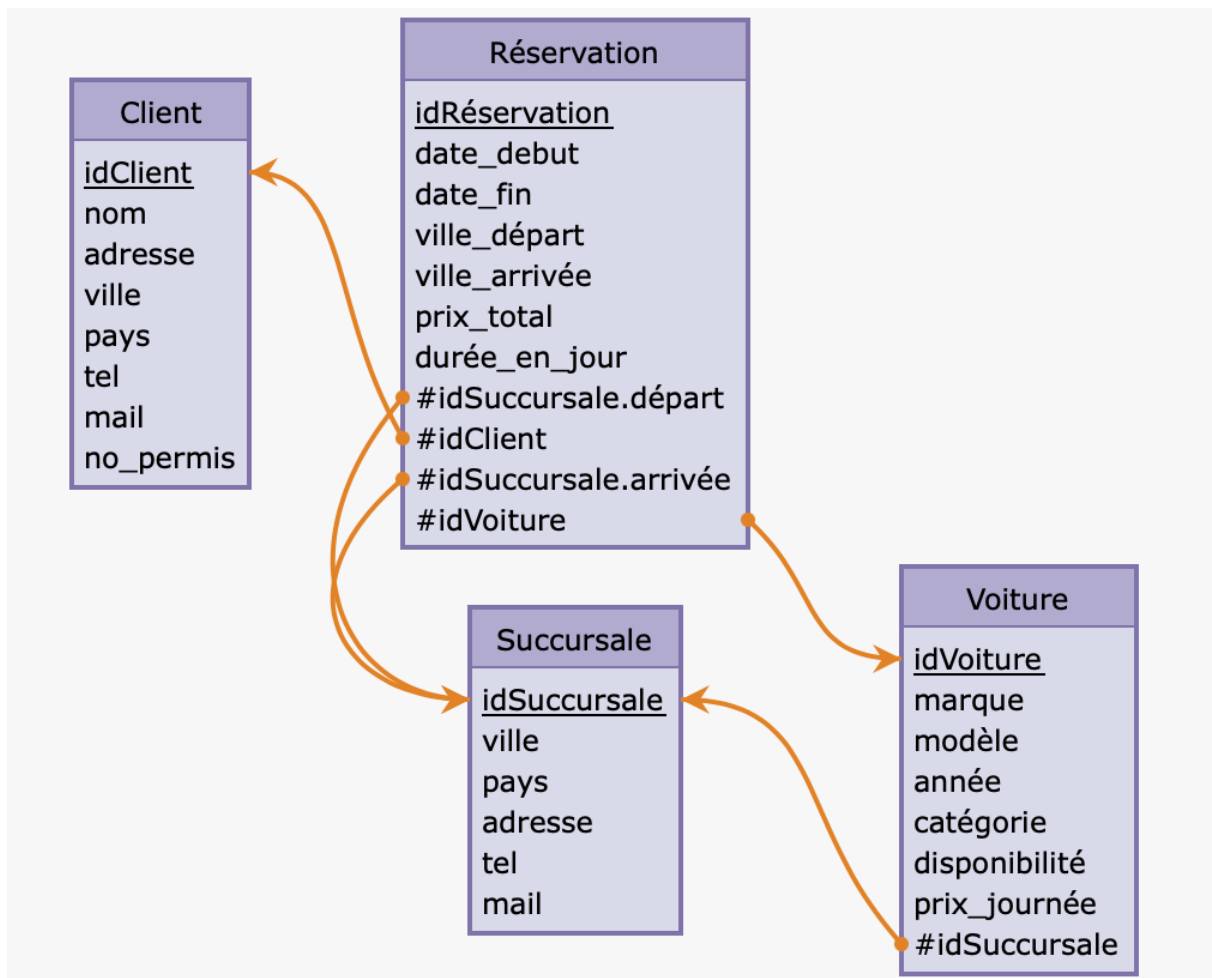 Client
idClient
nom
adresse
ville
pays
tel
mail
no_permis
Réservation
idRéservation
date_debut
date_fin
ville_départ
ville_arrivée
prix_total
durée_en_jour
#idSuccursale.départ
#idClient
#idSuccursale.arrivée
#idVoiture
Succursale
idSuccursale
ville
pays
adresse
tel
mail
Voiture
idVoiture
marque
modèle
année
catégorie
disponibilité
prix_journée
#idSuccursale